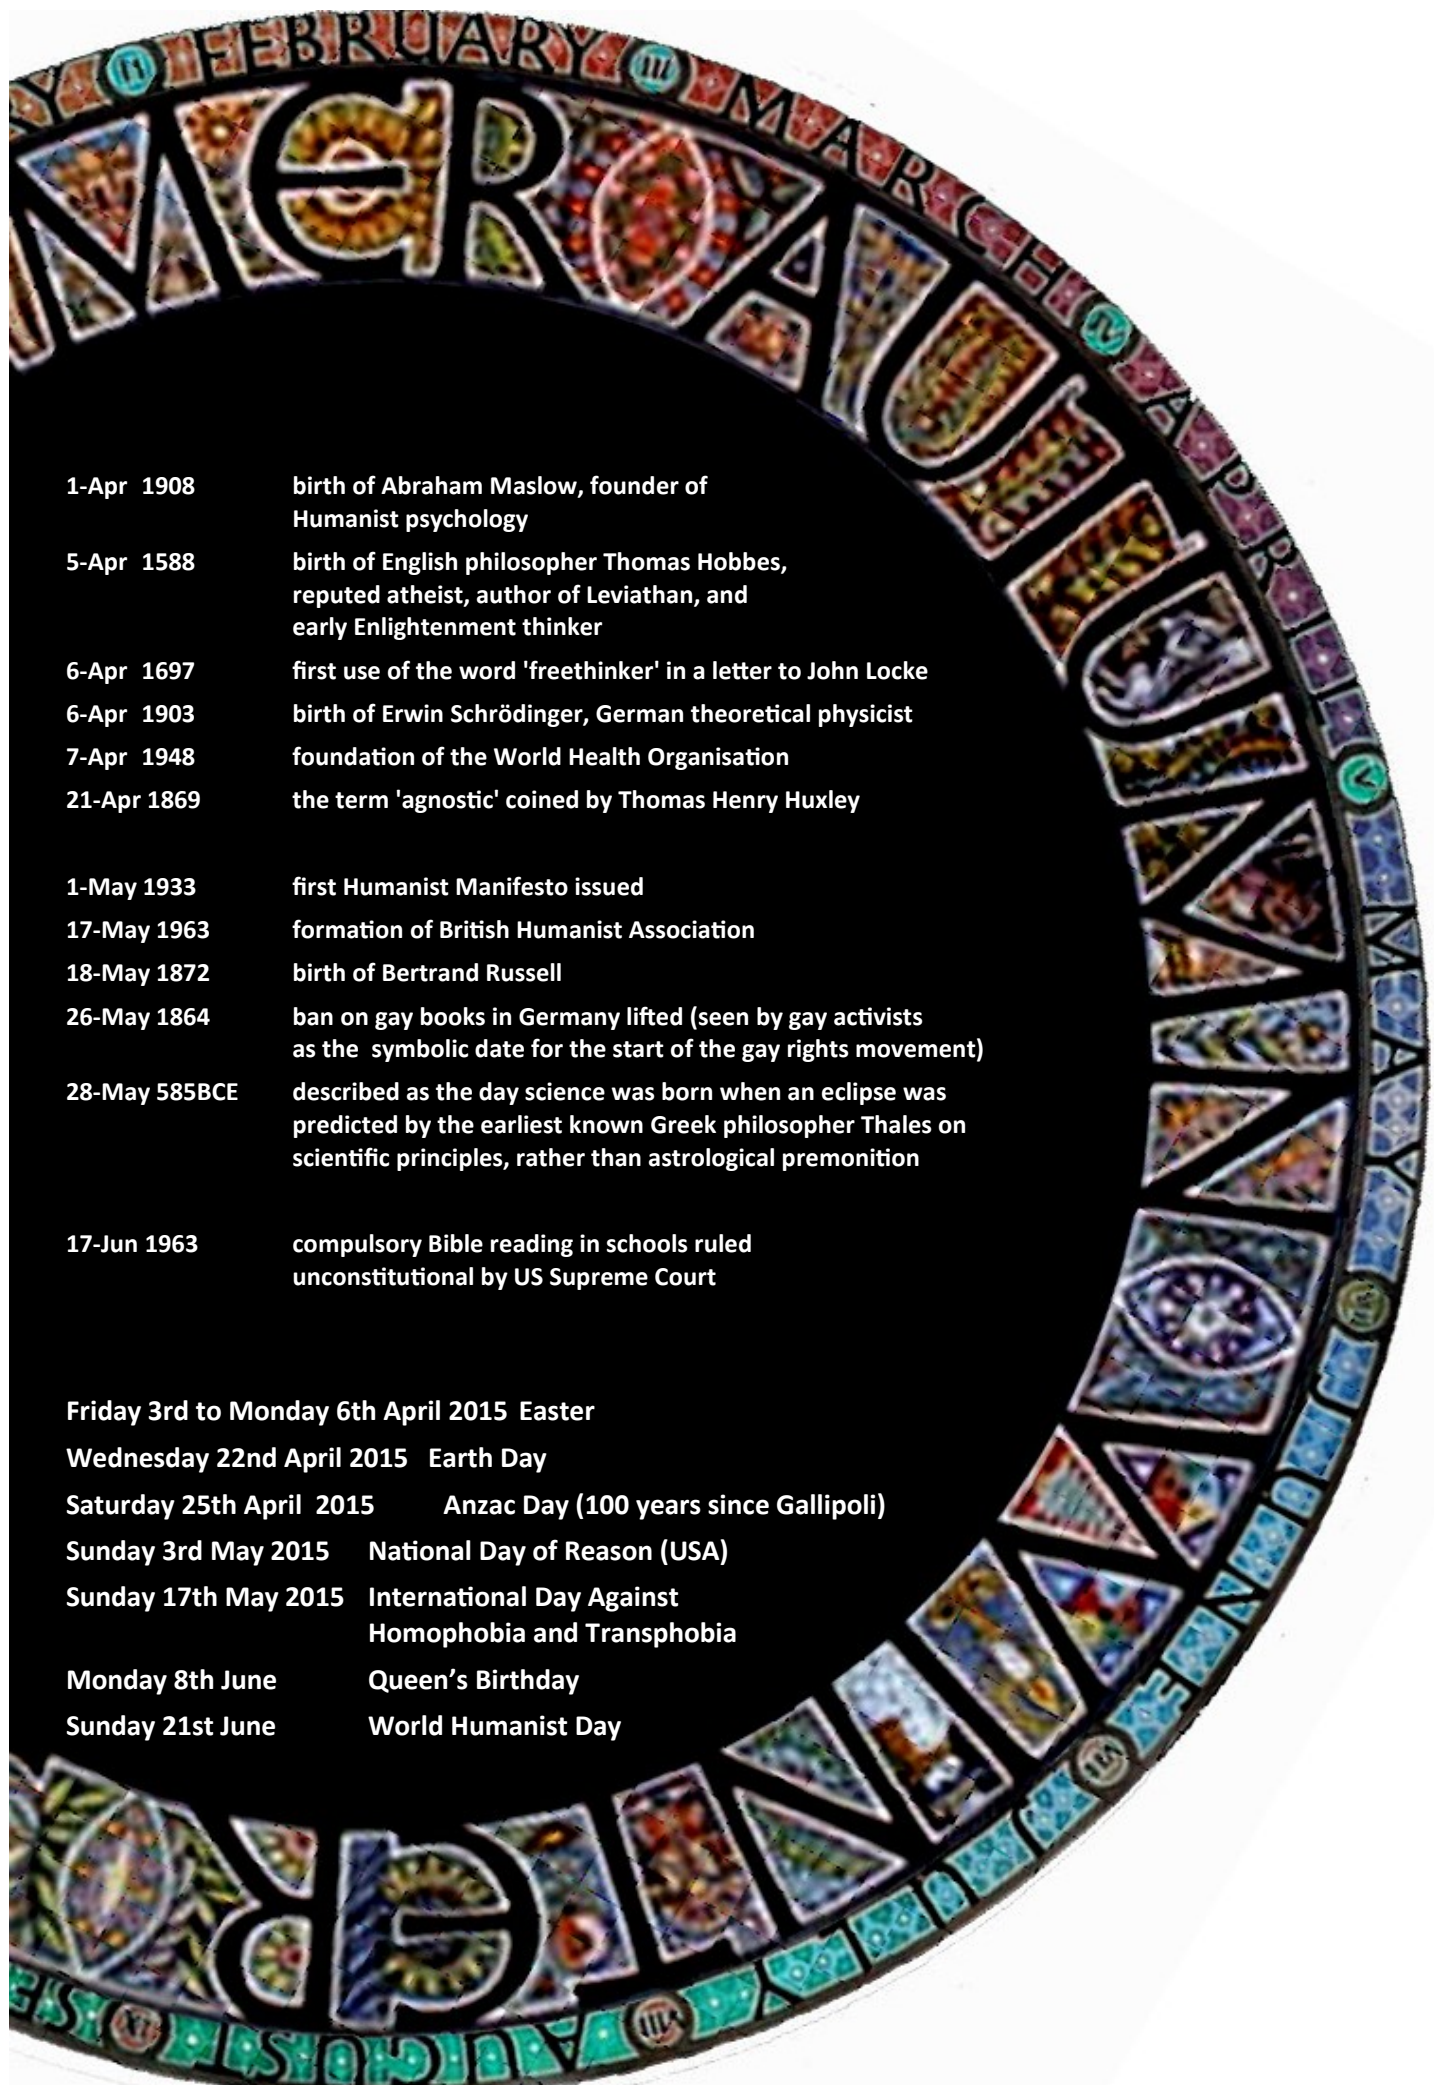 FEBRUARY III MARCH IV APRIL V MAY VI JUNE VII JULY VIII AUGUST
AUTUMN
WINTER
1-Apr 1908 birth of Abraham Maslow, founder of
Humanist psychology
5-Apr 1588 birth of English philosopher Thomas Hobbes,
reputed atheist, author of Leviathan, and
early Enlightenment thinker
6-Apr 1697 first use of the word 'freethinker' in a letter to John Locke
6-Apr 1903 birth of Erwin Schrödinger, German theoretical physicist
7-Apr 1948 foundation of the World Health Organisation
21-Apr 1869 the term 'agnostic' coined by Thomas Henry Huxley
1-May 1933 first Humanist Manifesto issued
17-May 1963 formation of British Humanist Association
18-May 1872 birth of Bertrand Russell
26-May 1864 ban on gay books in Germany lifted (seen by gay activists
as the symbolic date for the start of the gay rights movement)
28-May 585BCE described as the day science was born when an eclipse was
predicted by the earliest known Greek philosopher Thales on
scientific principles, rather than astrological premonition
17-Jun 1963 compulsory Bible reading in schools ruled
unconstitutional by US Supreme Court
Friday 3rd to Monday 6th April 2015 Easter
Wednesday 22nd April 2015 Earth Day
Saturday 25th April 2015 Anzac Day (100 years since Gallipoli)
Sunday 3rd May 2015 National Day of Reason (USA)
Sunday 17th May 2015 International Day Against
Homophobia and Transphobia
Monday 8th June Queen’s Birthday
Sunday 21st June World Humanist Day